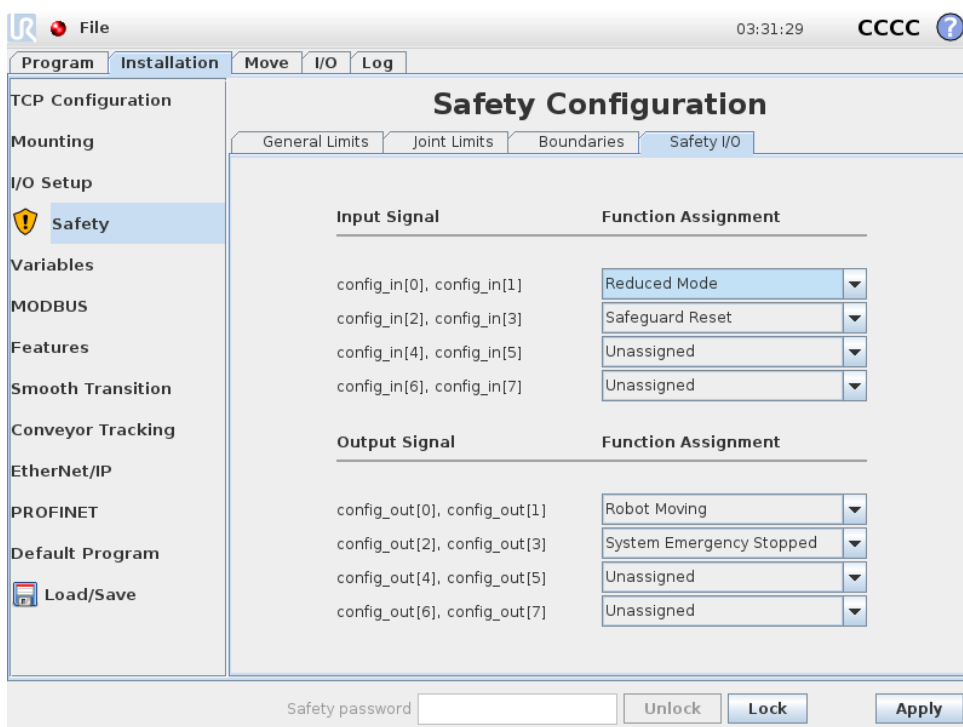 UR File 03:31:29 CCCC ?
Program Installation Move I/O Log
TCP Configuration
Mounting
I/O Setup
Safety
Variables
MODBUS
Features
Smooth Transition
Conveyor Tracking
EtherNet/IP
PROFINET
Default Program
Load/Save
Safety Configuration
General Limits Joint Limits Boundaries Safety I/O
Input Signal Function Assignment
config_in[0], config_in[1] Reduced Mode
config_in[2], config_in[3] Safeguard Reset
config_in[4], config_in[5] Unassigned
config_in[6], config_in[7] Unassigned
Output Signal Function Assignment
config_out[0], config_out[1] Robot Moving
config_out[2], config_out[3] System Emergency Stopped
config_out[4], config_out[5] Unassigned
config_out[6], config_out[7] Unassigned
Safety password Unlock Lock Apply